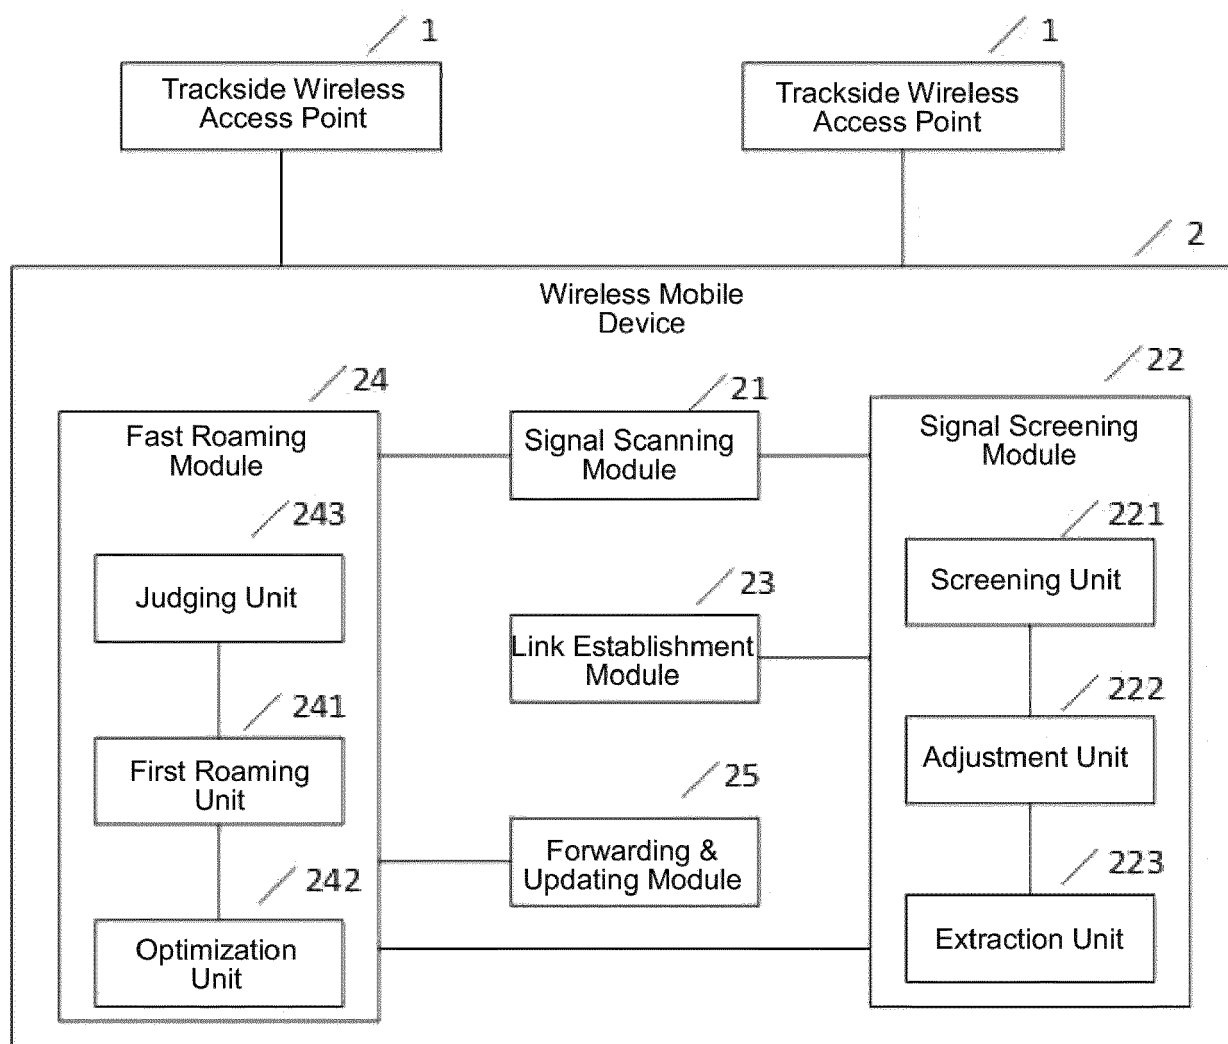 1
1
Trackside Wireless
Access Point
Trackside Wireless
Access Point
2
Wireless Mobile
Device
24
21
22
Fast Roaming
Module
Signal Scanning
Module
Signal Screening
Module
243
221
Judging Unit
Screening Unit
23
Link Establishment
Module
241
222
First Roaming
Unit
Adjustment Unit
25
Forwarding &
Updating Module
242
223
Optimization
Unit
Extraction Unit